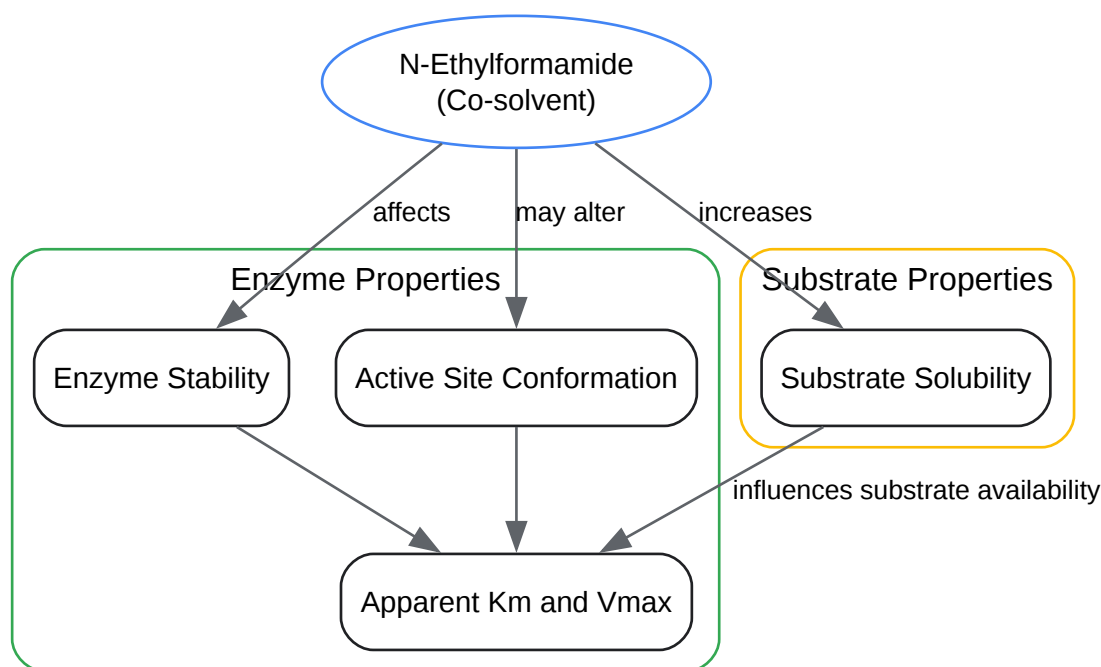 N-Ethylformamide
(Co-solvent)
affects
may alter
increases
Enzyme Properties
Substrate Properties
Enzyme Stability
Active Site Conformation
Substrate Solubility
influences substrate availability
Apparent Km and Vmax